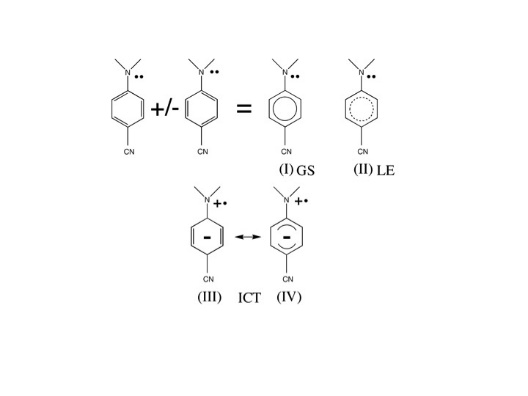 N •• N •• N •• N ••
+/- =
CN CN CN CN
(I) GS (II) LE
N +• N +•
- -
CN CN
(III) ICT (IV)